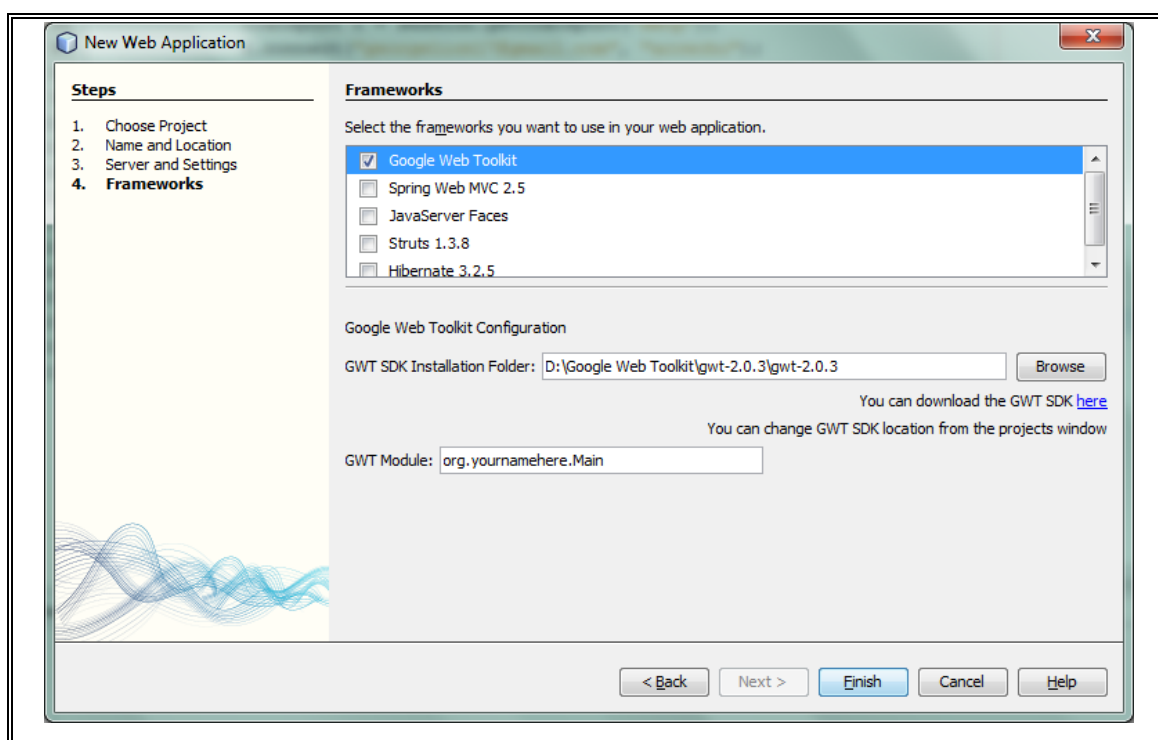 New Web Application
Steps
1. Choose Project
2. Name and Location
3. Server and Settings
4. Frameworks
Frameworks
Select the frameworks you want to use in your web application.
Google Web Toolkit
Spring Web MVC 2.5
JavaServer Faces
Struts 1.3.8
Hibernate 3.2.5
Google Web Toolkit Configuration
GWT SDK Installation Folder: D:\Google Web Toolkit\gwt-2.0.3\gwt-2.0.3 Browse
You can download the GWT SDK here
You can change GWT SDK location from the projects window
GWT Module: org.yournamehere.Main
< Back Next > Finish Cancel Help